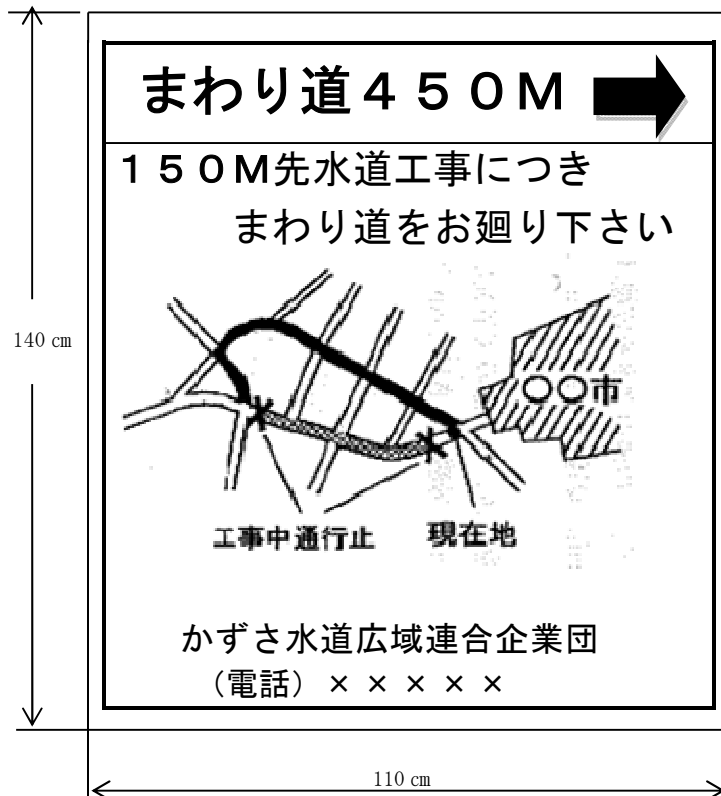 まわり道４５０Ｍ
１５０Ｍ先水道工事につき
まわり道をお廻り下さい
140 ㎝
〇〇市
工事中通行止
現在地
かずさ水道広域連合企業団
（電話）×××××
110 ㎝